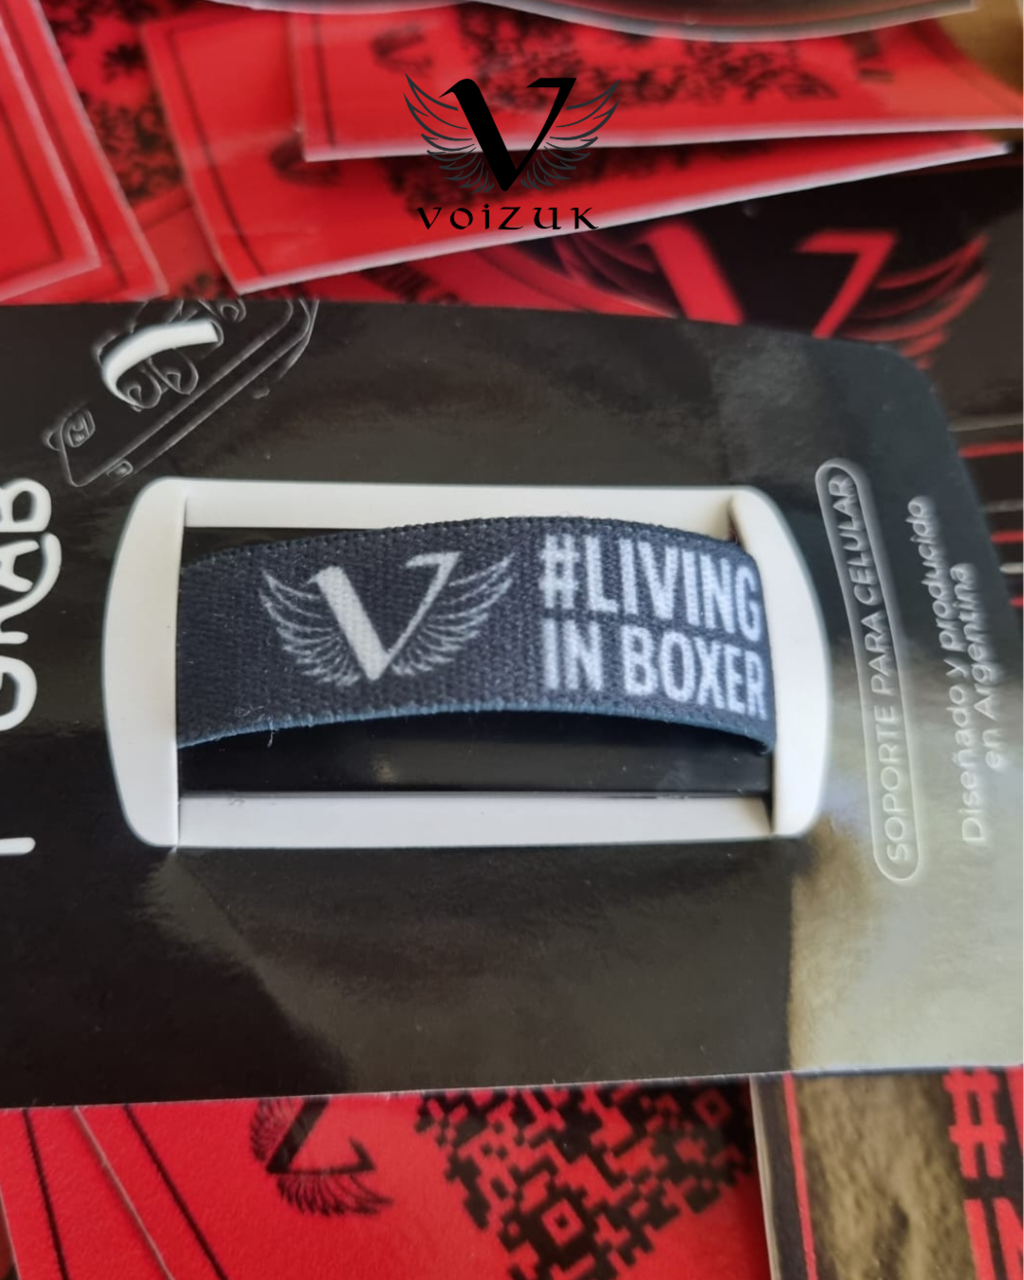 VOiZUK
GRAB
#LIVING
IN BOXER
SOPORTE PARA CELULAR
Diseñado y producido
en Argentina